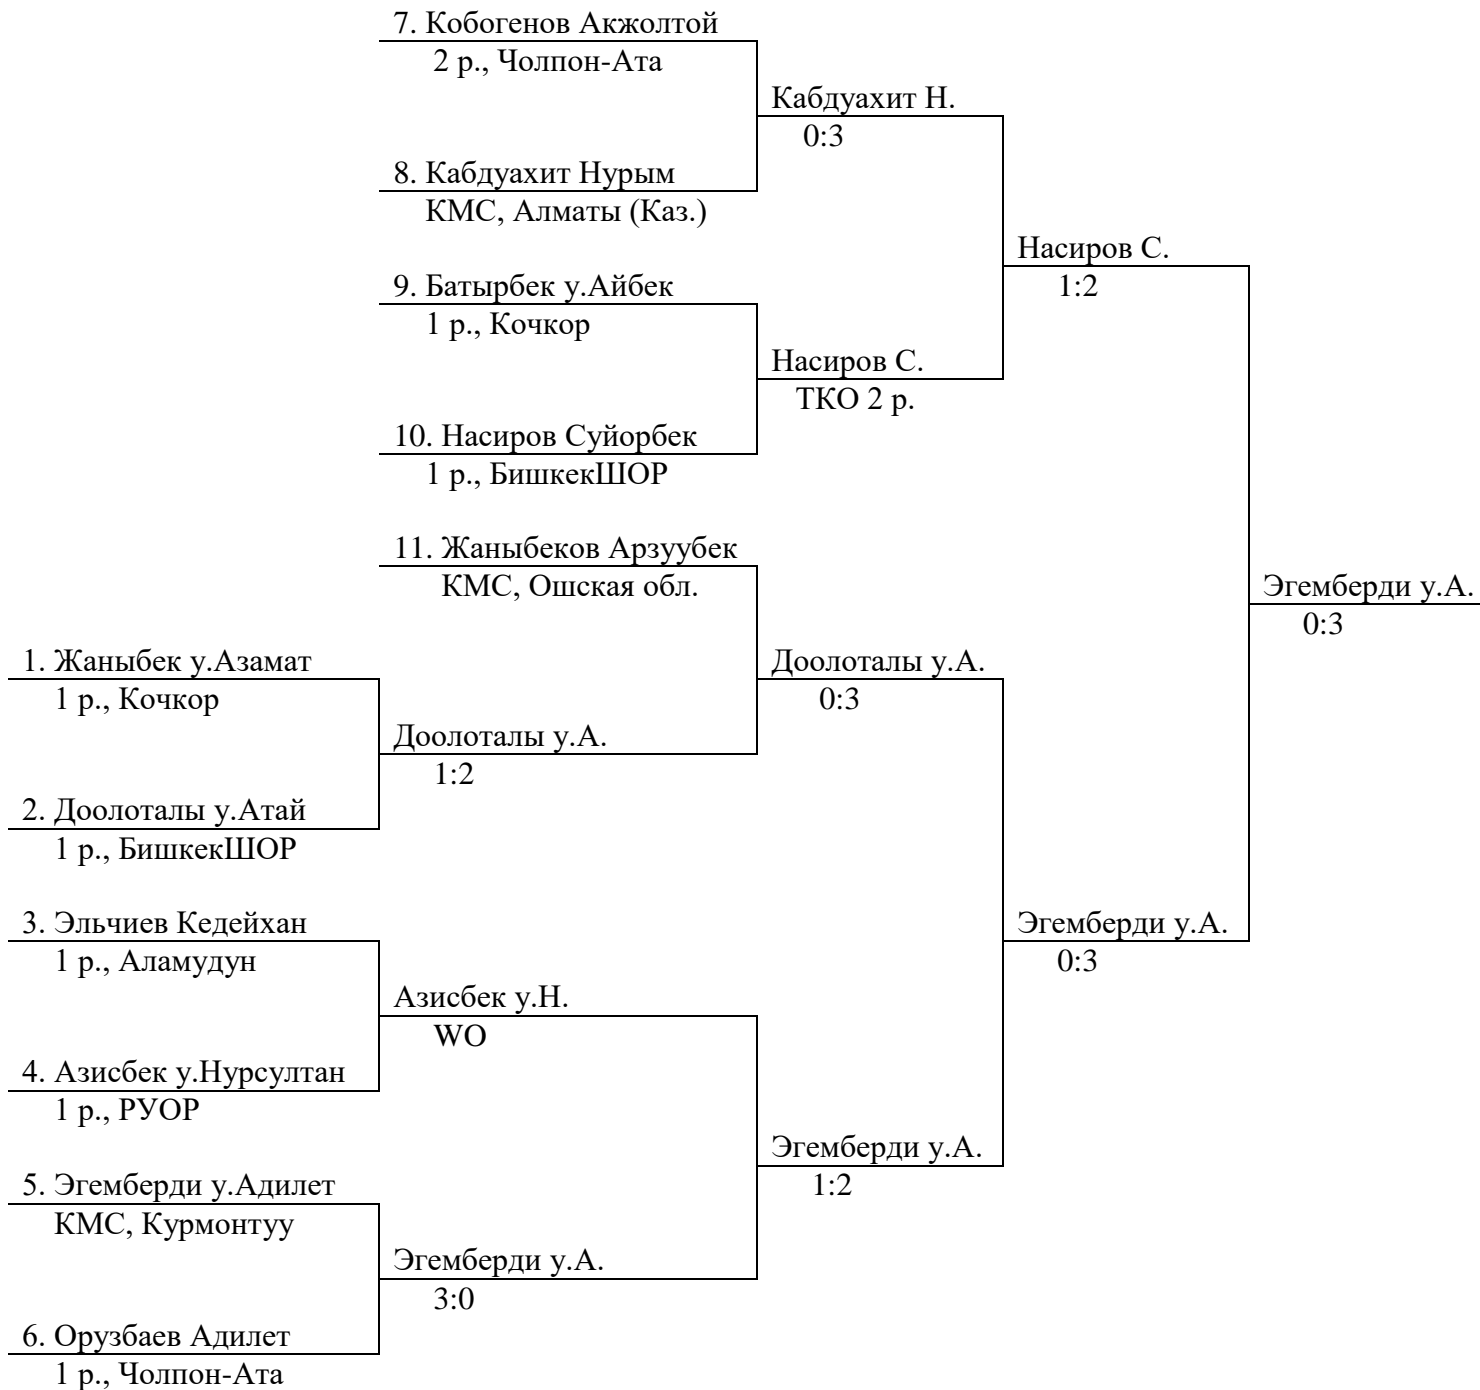 7. Кобогенов Акжолтой
2 р., Чолпон-Ата
Кабдуахит Н.
0:3
8. Кабдуахит Нурым
КМС, Алматы (Каз.)
Насиров С.
1:2
9. Батырбек у.Айбек
1 р., Кочкор
Насиров С.
ТКО 2 р.
10. Насиров Суйорбек
1 р., БишкекШОР
11. Жаныбеков Арзуубек
КМС, Ошская обл.
Эгемберди у.А.
0:3
1. Жаныбек у.Азамат
1 р., Кочкор
Доолоталы у.А.
0:3
Доолоталы у.А.
1:2
2. Доолоталы у.Атай
1 р., БишкекШОР
3. Эльчиев Кедейхан
1 р., Аламудун
Эгемберди у.А.
0:3
Азисбек у.Н.
WO
4. Азисбек у.Нурсултан
1 р., РУОР
Эгемберди у.А.
1:2
5. Эгемберди у.Адилет
КМС, Курмонтуу
Эгемберди у.А.
3:0
6. Орузбаев Адилет
1 р., Чолпон-Ата